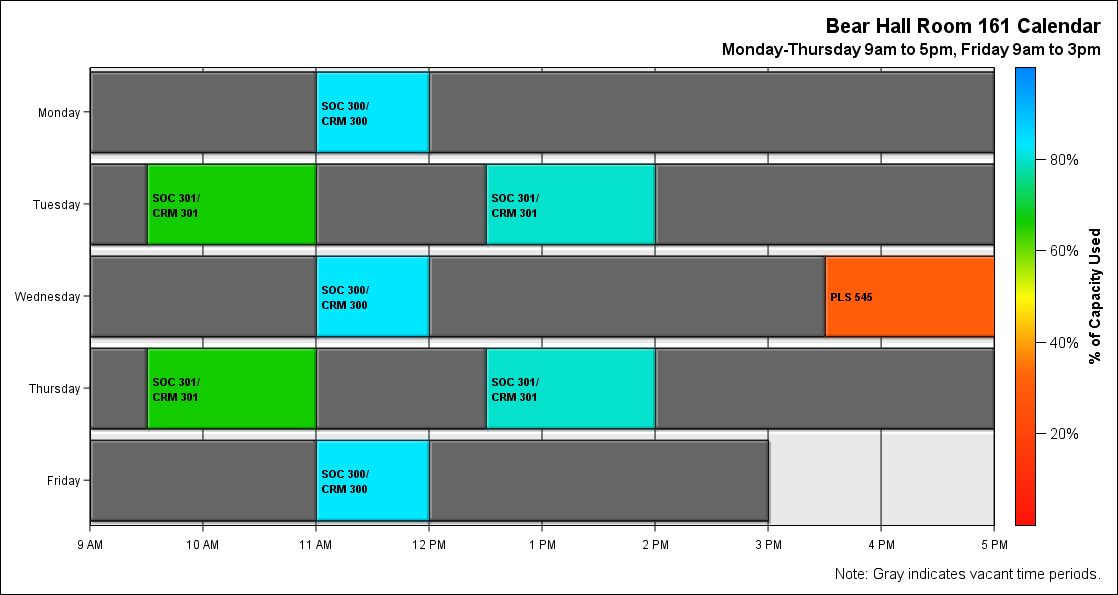 Bear Hall Room 161 Calendar
Monday-Thursday 9am to 5pm, Friday 9am to 3pm
Monday
SOC 300/
CRM 300
Tuesday
SOC 301/
CRM 301
SOC 301/
CRM 301
Wednesday
SOC 300/
CRM 300
PLS 545
Thursday
SOC 301/
CRM 301
SOC 301/
CRM 301
Friday
SOC 300/
CRM 300
9 AM
10 AM
11 AM
12 PM
1 PM
2 PM
3 PM
4 PM
5 PM
80%
60%
40%
20%
% of Capacity Used
Note: Gray indicates vacant time periods.